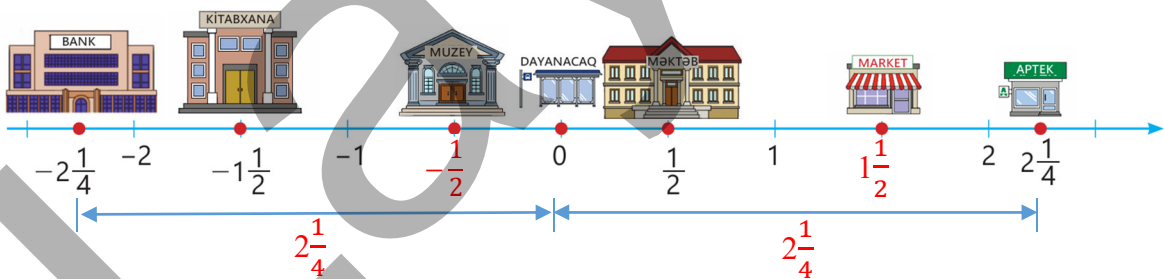 BANK
KİTABXANA
MUZEY
DAYANACAQ
MƏKTƏB
MARKET
APTEK
A
−2 1/4
−2
−1 1/2
−1
−1/2
0
1/2
1
1 1/2
2
2 1/4
2 1/4
2 1/4